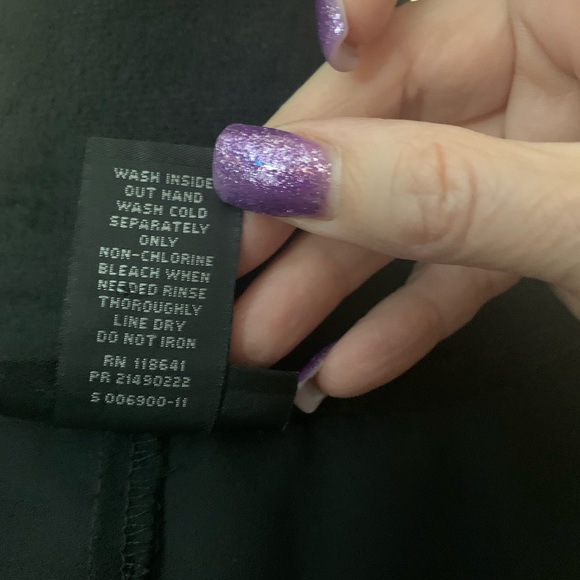 WASH INSIDE
OUT HAND
WASH COLD
SEPARATELY
ONLY
NON-CHLORINE
BLEACH WHEN
NEEDED RINSE
THOROUGHLY
LINE DRY
DO NOT IRON
RN 118641
PR 21490222
S 006900-11